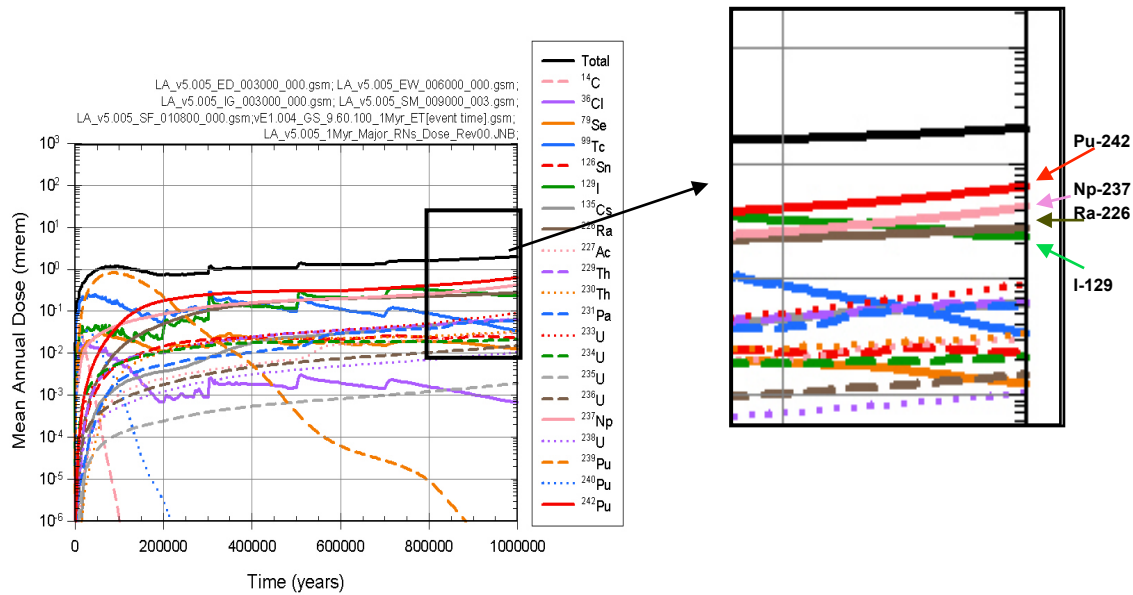 LA_v5.005_ED_003000_000.gsm; LA_v5.005_EW_006000_000.gsm;
LA_v5.005_IG_003000_000.gsm; LA_v5.005_SM_009000_003.gsm;
LA_v5.005_SF_010800_000.gsm;vE1.004_GS_9.60.100_1Myr_ET[event time].gsm;
LA_v5.005_1Myr_Major_RNs_Dose_Rev00.JNB;
Mean Annual Dose (mrem)
10³
10²
10¹
10⁰
10⁻¹
10⁻²
10⁻³
10⁻⁴
10⁻⁵
10⁻⁶
0
200000
400000
600000
800000
1000000
Time (years)
Total
¹⁴C
³⁶Cl
⁷⁹Se
⁹⁹Tc
¹²⁶Sn
¹²⁹I
¹³⁵Cs
²²⁶Ra
²²⁷Ac
²²⁹Th
²³⁰Th
²³¹Pa
²³³U
²³⁴U
²³⁵U
²³⁶U
²³⁷Np
²³⁸U
²³⁹Pu
²⁴⁰Pu
²⁴²Pu
Pu-242
Np-237
Ra-226
I-129